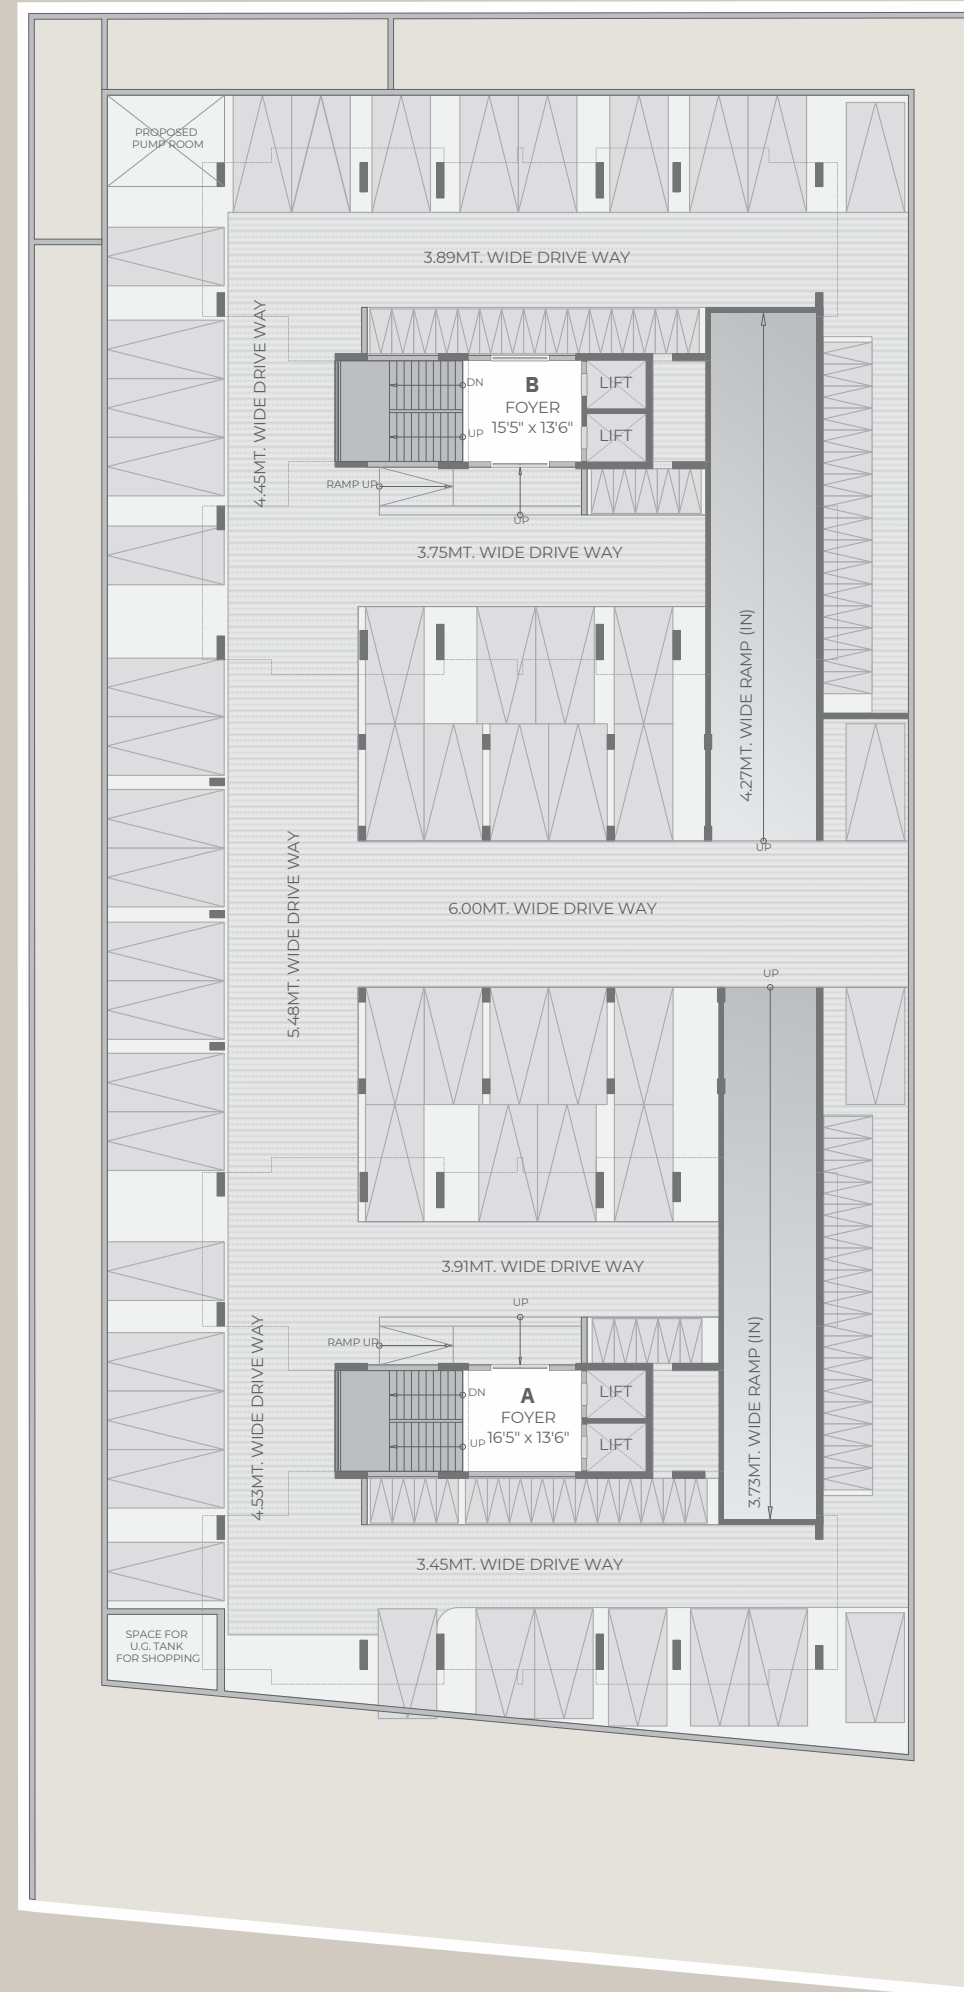 PROPOSED
PUMP ROOM
3.89MT. WIDE DRIVE WAY
4.45MT. WIDE DRIVE WAY
DN
UP
B
FOYER
15'5" x 13'6"
LIFT
LIFT
RAMP UP
UP
3.75MT. WIDE DRIVE WAY
4.27MT. WIDE RAMP (IN)
UP
5.48MT. WIDE DRIVE WAY
6.00MT. WIDE DRIVE WAY
UP
3.91MT. WIDE DRIVE WAY
UP
RAMP UP
4.53MT. WIDE DRIVE WAY
DN
UP
A
FOYER
16'5" x 13'6"
LIFT
LIFT
3.73MT. WIDE RAMP (IN)
3.45MT. WIDE DRIVE WAY
SPACE FOR
U.G. TANK
FOR SHOPPING